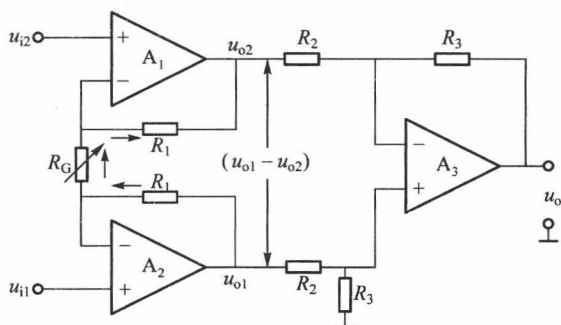 u_i2
+
A_1
−
u_o2
R_2
R_3
R_1
R_G
(u_o1 − u_o2)
−
A_3
+
u_o
R_1
−
A_2
+
u_i1
u_o1
R_2
R_3